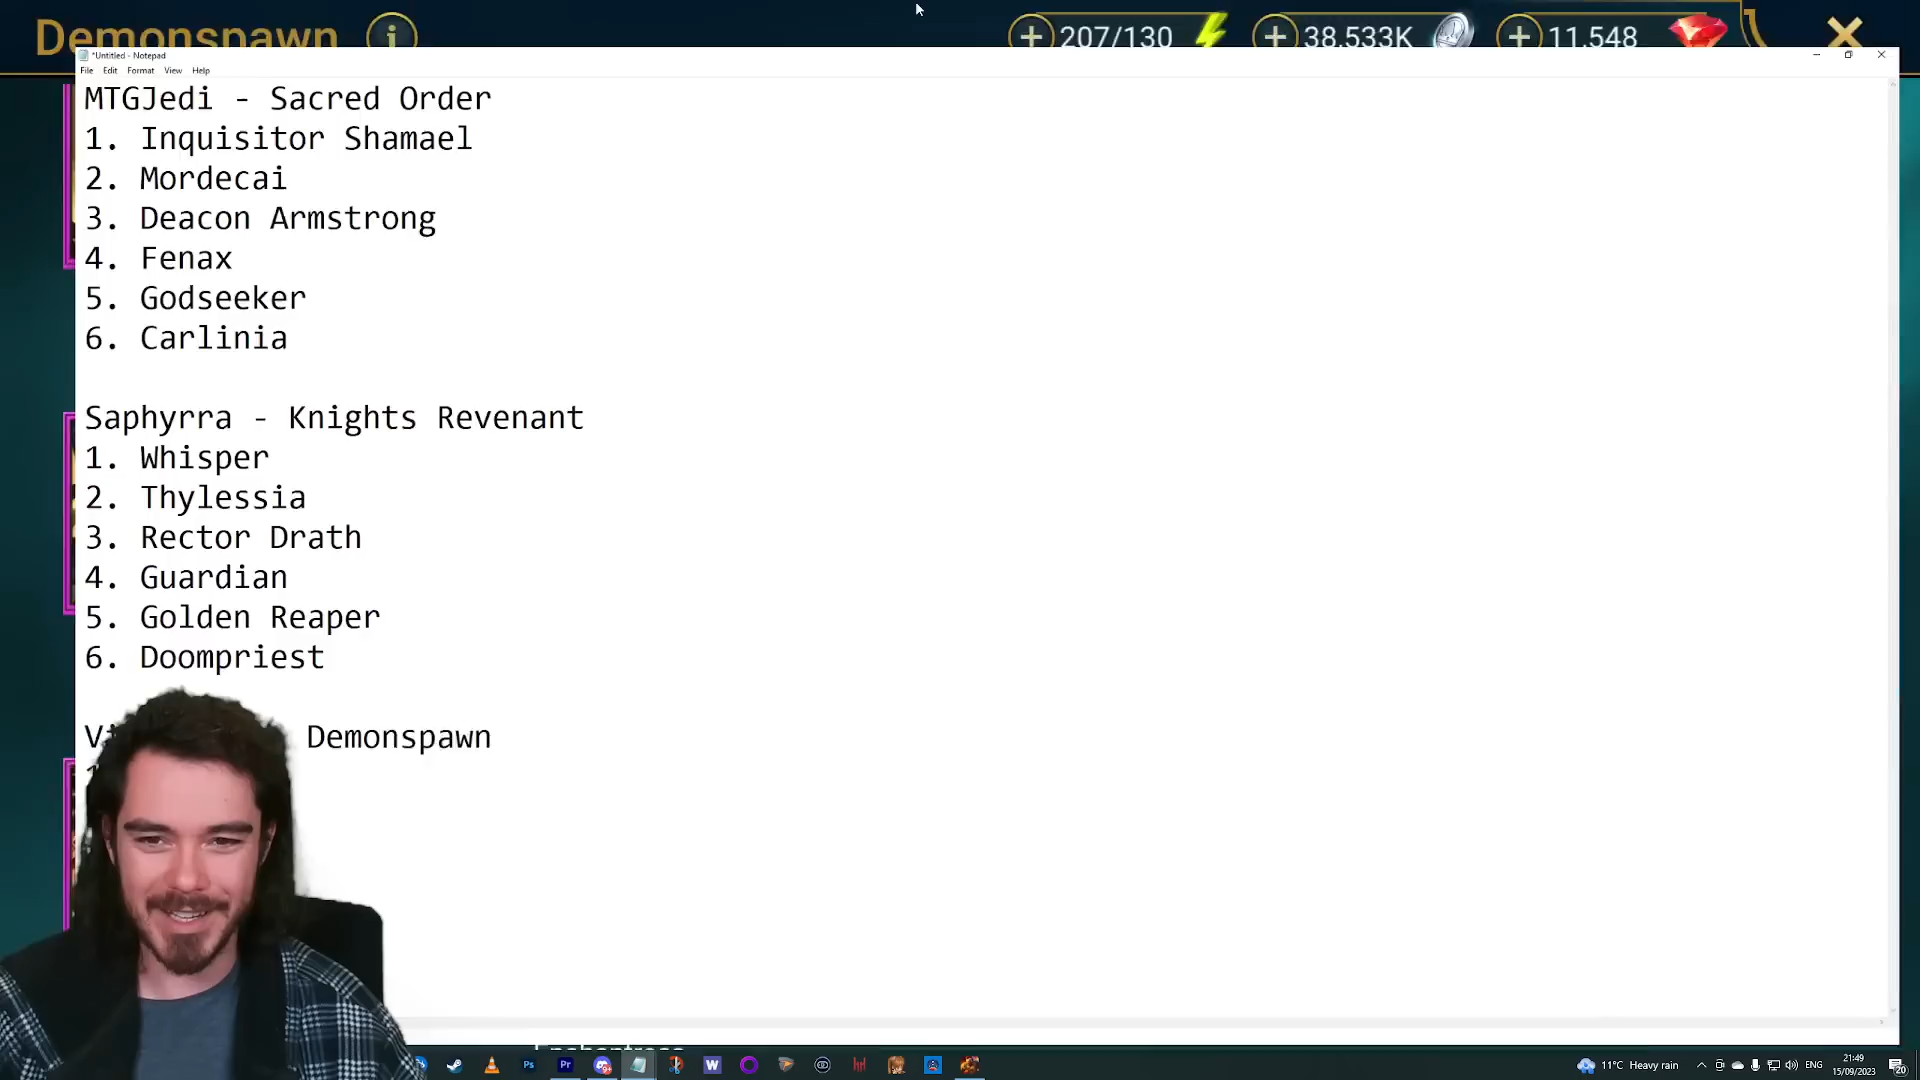 Demonspawn
207/130
38,533K
11,548
*Untitled - Notepad
File Edit Format View Help
MTGJedi - Sacred Order
1. Inquisitor Shamael
2. Mordecai
3. Deacon Armstrong
4. Fenax
5. Godseeker
6. Carlinia
Saphyrra - Knights Revenant
1. Whisper
2. Thylessia
3. Rector Drath
4. Guardian
5. Golden Reaper
6. Doompriest
Demonspawn
11°C Heavy rain
ENG
21:49
15/09/2023
20